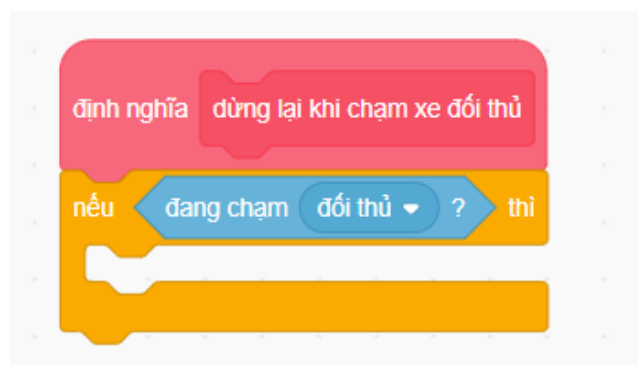 định nghĩa dừng lại khi chạm xe đối thủ
nếu đang chạm đối thủ ? thì